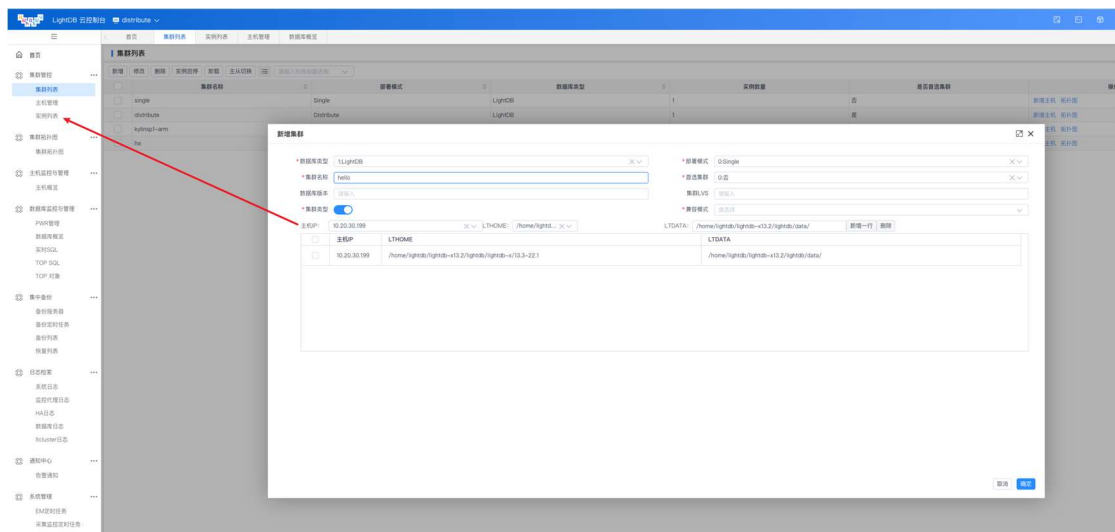 LightDB 云控制台 distribute
首页 集群列表 实例列表 主机管理 数据库概览
首页
集群管控
集群列表
主机管理
实例列表
集群拓扑图
集群拓扑图
主机监控与管理
主机概览
数据库监控与管理
PWR管理
数据库概览
实时SQL
TOP SQL
TOP 对象
集中备份
备份服务器
备份定时任务
备份列表
恢复列表
日志检索
系统日志
监控代理日志
HA日志
数据库日志
ltcluster日志
通知中心
告警通知
系统管理
EM定时任务
采集监控定时任务
集群列表
新增 修改 删除 实例启停 卸载 主从切换
集群名称 部署模式 数据库类型 实例数量 是否首选集群
single Single LightDB 1 否 新增主机 拓扑图
distribute Distribute LightDB 1 是 新增主机 拓扑图
kylinsp1-arm 主机 拓扑图
ha 主机 拓扑图
新增集群
*数据库类型 1:LightDB *部署模式 0:Single
*集群名称 hello *首选集群 0:否
数据库版本 请输入 集群LVS 请输入
*集群类型 *兼容模式 请选择
主机IP: 10.20.30.199 LTHOME: /home/lightd... LTDATA: /home/lightdb/lightdb-x13.2/lightdb/data/ 新增一行 删除
主机IP LTHOME LTDATA
10.20.30.199 /home/lightdb/lightdb-x13.2/lightdb/lightdb-x/13.3-22.1 /home/lightdb/lightdb-x13.2/lightdb/data/
取消 确定